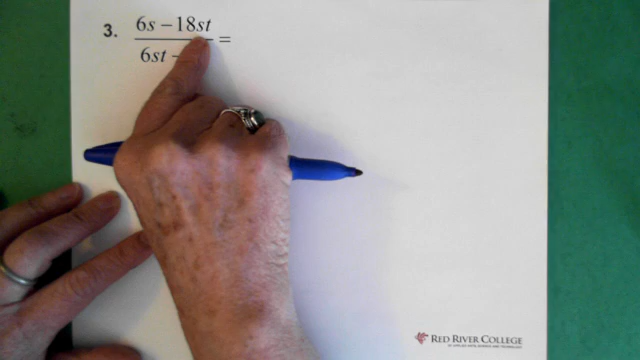 3. 6s – 18st
6st – =
RED RIVER COLLEGE